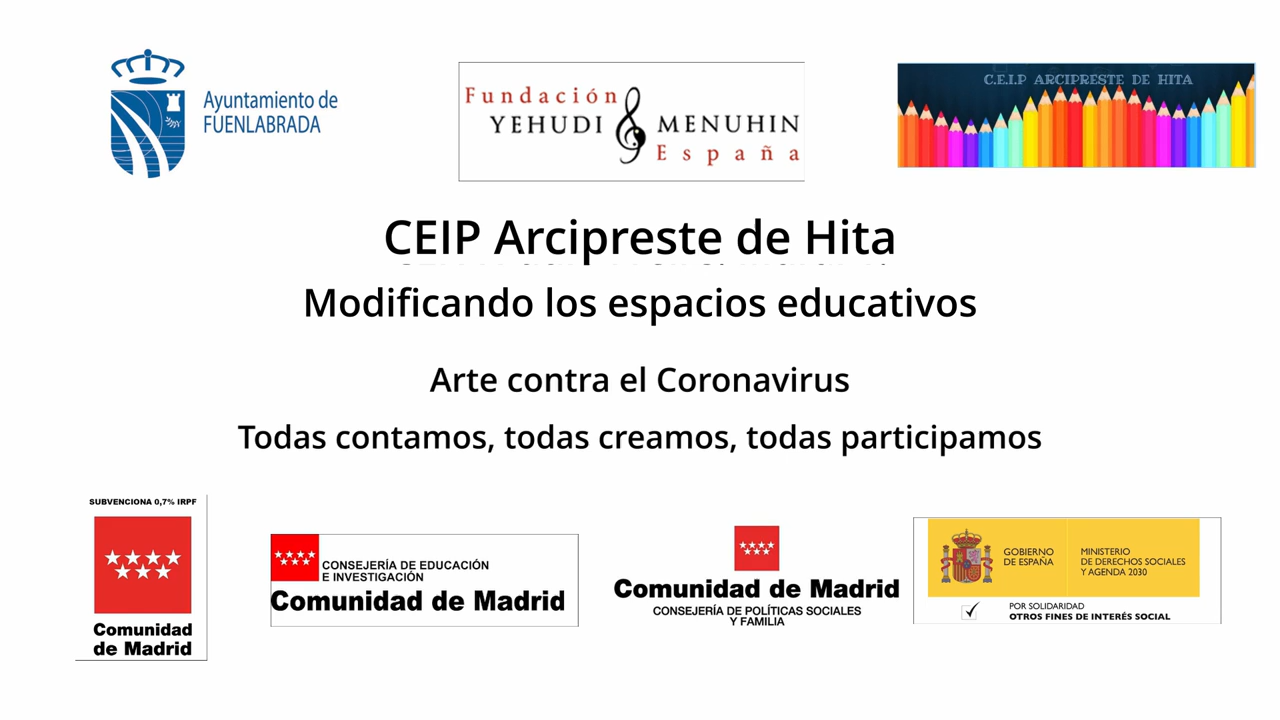 Ayuntamiento de
FUENLABRADA
Fundación
YEHUDI MENUHIN
España
C.E.I.P ARCIPRESTE DE HITA
CEIP Arcipreste de Hita
Modificando los espacios educativos
Arte contra el Coronavirus
Todas contamos, todas creamos, todas participamos
SUBVENCIONA 0,7% IRPF
Comunidad
de Madrid
CONSEJERÍA DE EDUCACIÓN
E INVESTIGACIÓN
Comunidad de Madrid
Comunidad de Madrid
CONSEJERÍA DE POLÍTICAS SOCIALES
Y FAMILIA
GOBIERNO
DE ESPAÑA
MINISTERIO
DE DERECHOS SOCIALES
Y AGENDA 2030
POR SOLIDARIDAD
OTROS FINES DE INTERÉS SOCIAL